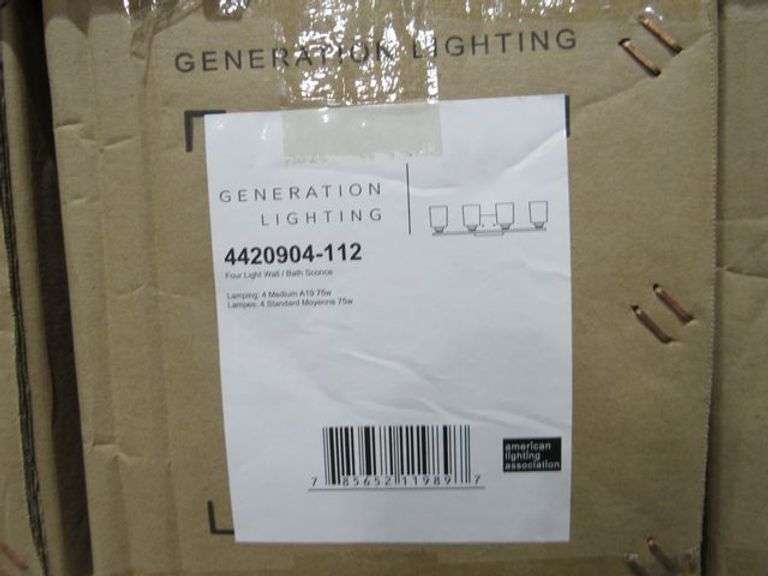 GENERATION LIGHTING
GENERATION
LIGHTING
4420904-112
Four Light Wall / Bath Sconce
Lamping: 4 Medium A19 75w
Lampes: 4 Standard Moyenne 75w
7 85652 11989 7
american
lighting
association